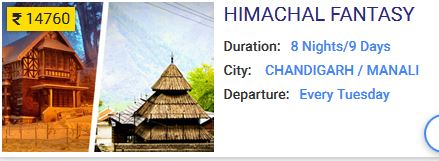 ₹ 14760
HIMACHAL FANTASY
Duration: 8 Nights/9 Days
City: CHANDIGARH / MANALI
Departure: Every Tuesday